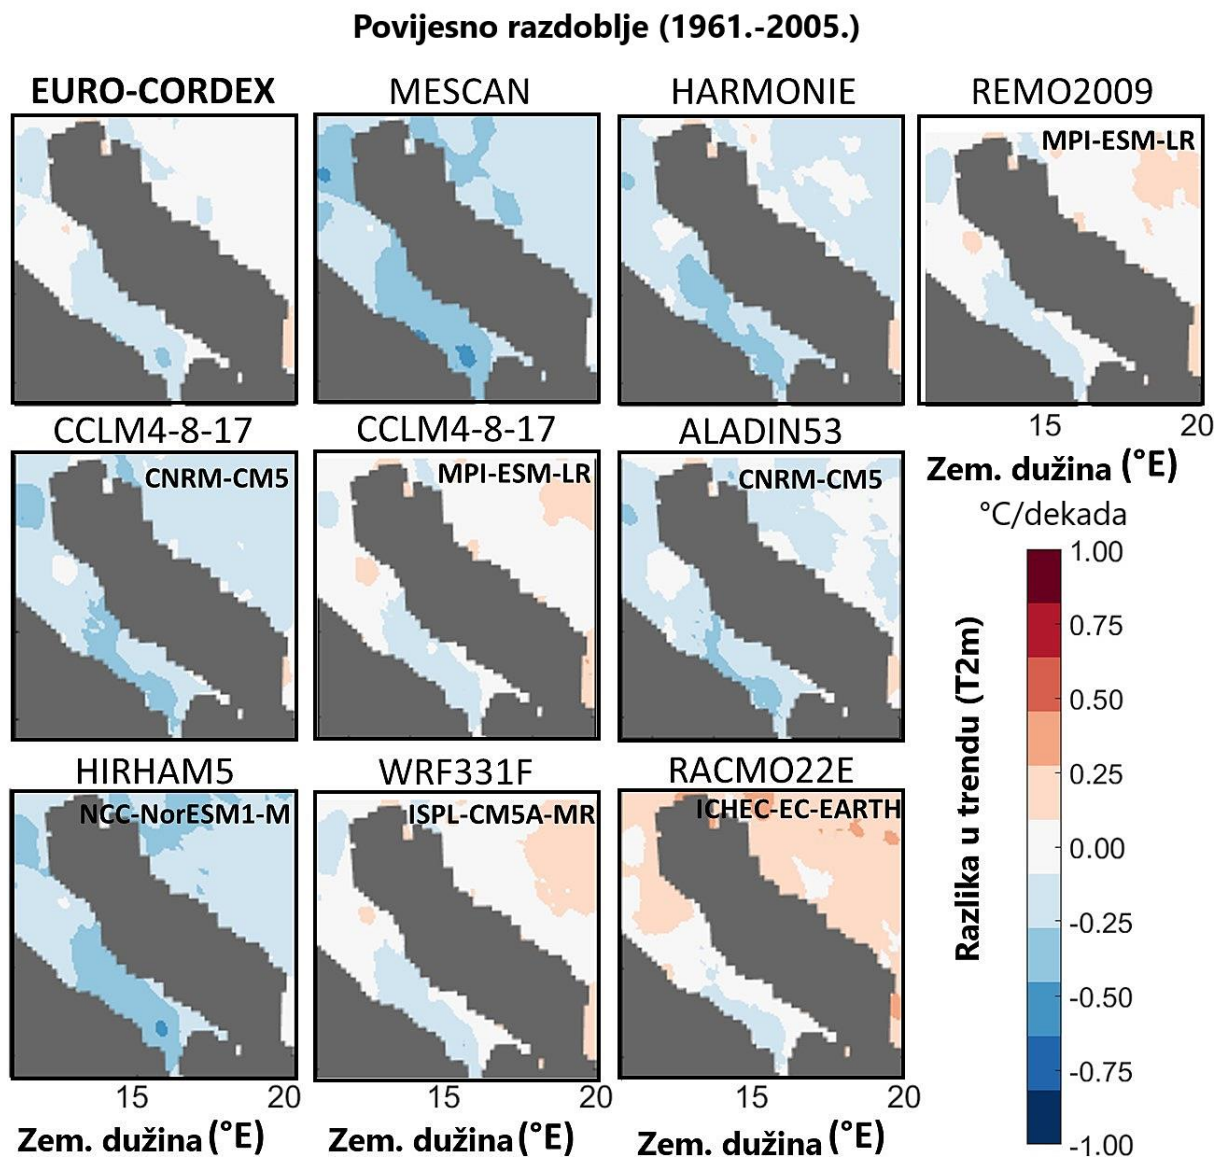 Povijesno razdoblje (1961.-2005.)
EURO-CORDEX
MESCAN
HARMONIE
REMO2009
MPI-ESM-LR
15
20
Zem. dužina (°E)
CCLM4-8-17
CNRM-CM5
CCLM4-8-17
MPI-ESM-LR
ALADIN53
CNRM-CM5
HIRHAM5
NCC-NorESM1-M
WRF331F
ISPL-CM5A-MR
RACMO22E
ICHEC-EC-EARTH
15
20
Zem. dužina (°E)
15
20
Zem. dužina (°E)
15
20
Zem. dužina (°E)
°C/dekada
Razlika u trendu (T2m)
1.00
0.75
0.50
0.25
0.00
-0.25
-0.50
-0.75
-1.00